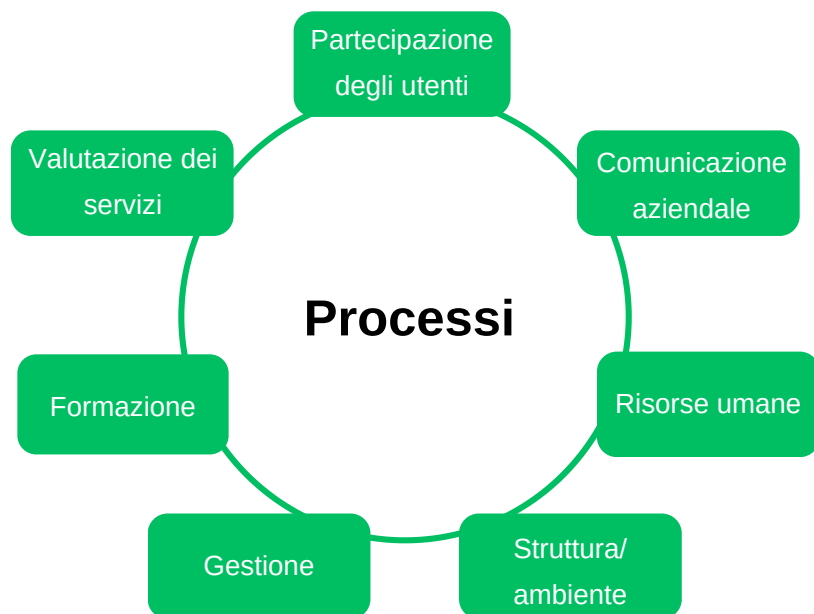 Partecipazione
degli utenti
Valutazione dei
servizi
Comunicazione
aziendale
Processi
Formazione
Risorse umane
Gestione
Struttura/
ambiente